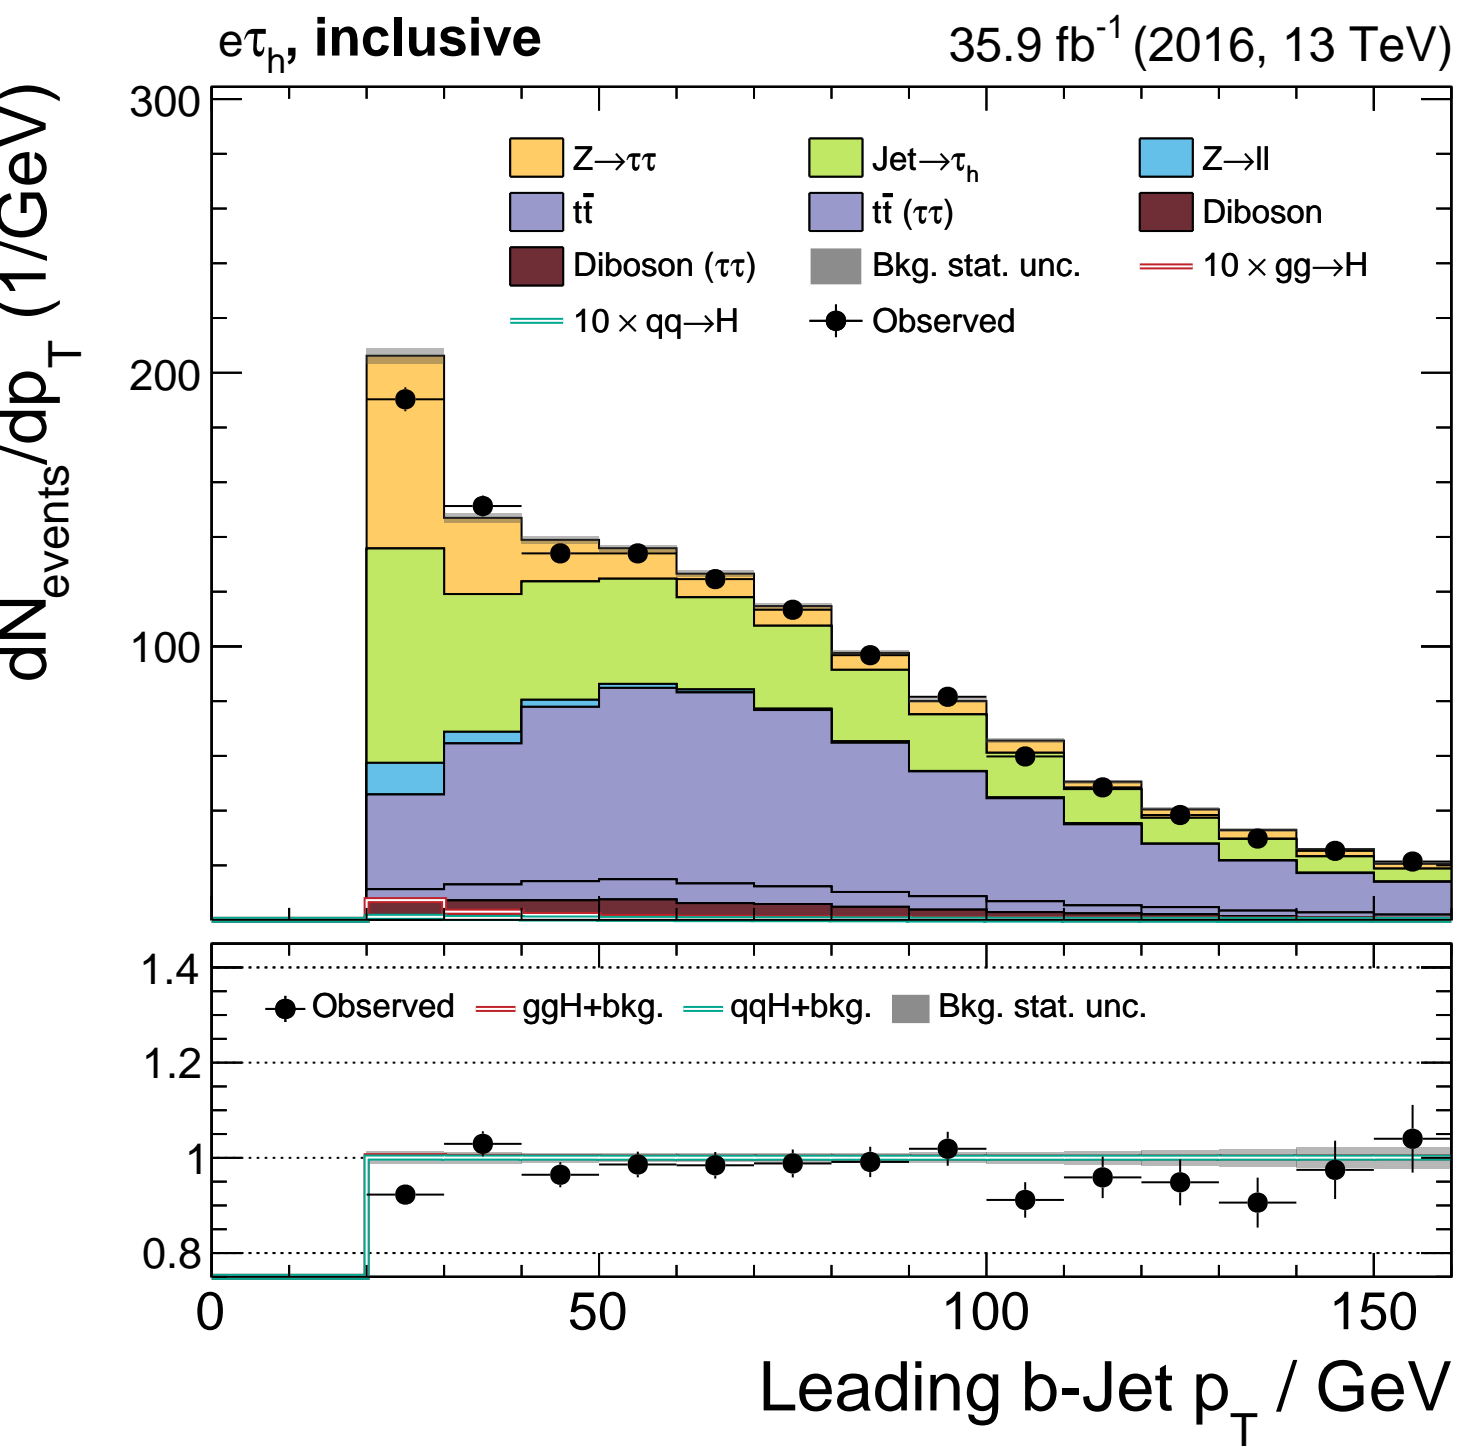 eτh, inclusive 35.9 fb-1 (2016, 13 TeV)
dNevents/dpT (1/GeV)
300
200
100
Z→ττ Jet→τh Z→ll
tt̄ tt̄ (ττ) Diboson
Diboson (ττ) Bkg. stat. unc. 10 × gg→H
10 × qq→H Observed
1.4
1.2
1
0.8
Observed ggH+bkg. qqH+bkg. Bkg. stat. unc.
0 50 100 150
Leading b-Jet pT / GeV